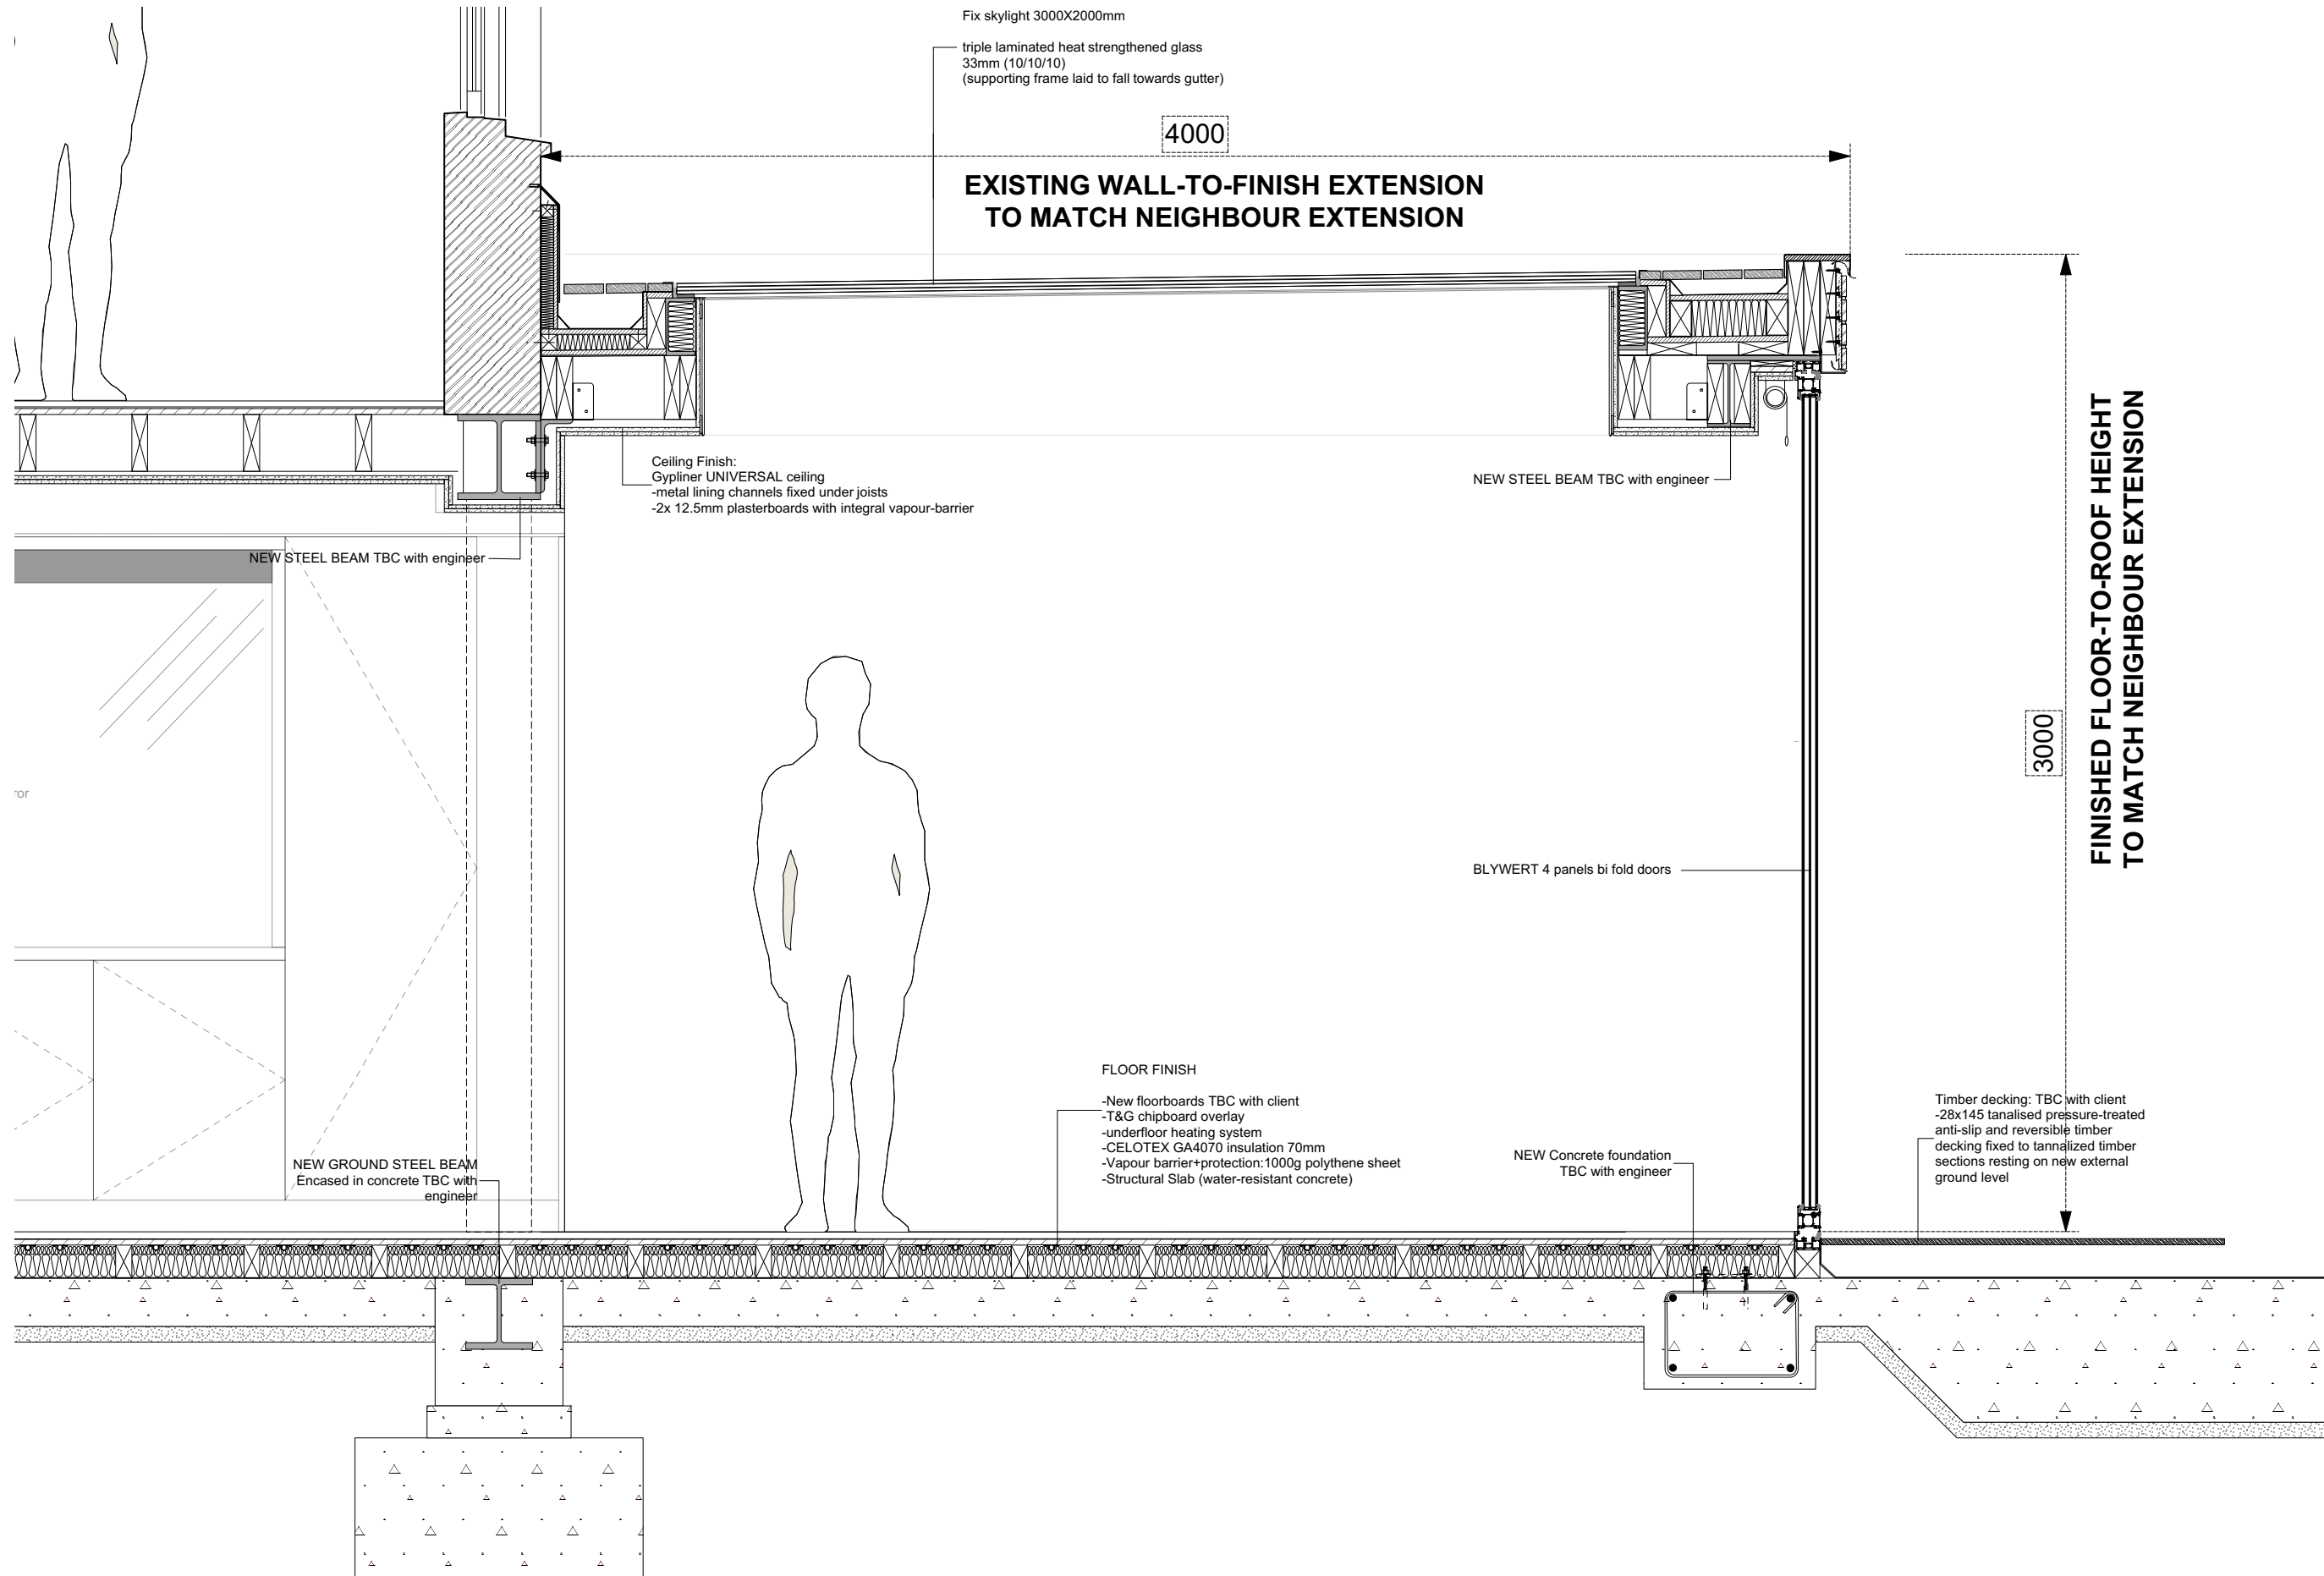 Fix skylight 3000X2000mm
triple laminated heat strengthened glass
33mm (10/10/10)
(supporting frame laid to fall towards gutter)
4000
EXISTING WALL-TO-FINISH EXTENSION
TO MATCH NEIGHBOUR EXTENSION
Ceiling Finish:
Gypliner UNIVERSAL ceiling
-metal lining channels fixed under joists
-2x 12.5mm plasterboards with integral vapour-barrier
NEW STEEL BEAM TBC with engineer
NEW STEEL BEAM TBC with engineer
FINISHED FLOOR-TO-ROOF HEIGHT
TO MATCH NEIGHBOUR EXTENSION
3000
ror
BLYWERT 4 panels bi fold doors
FLOOR FINISH
-New floorboards TBC with client
-T&G chipboard overlay
-underfloor heating system
-CELOTEX GA4070 insulation 70mm
-Vapour barrier+protection:1000g polythene sheet
-Structural Slab (water-resistant concrete)
Timber decking: TBC with client
-28x145 tanalised pressure-treated
anti-slip and reversible timber
decking fixed to tannalized timber
sections resting on new external
ground level
NEW Concrete foundation
TBC with engineer
NEW GROUND STEEL BEAM
Encased in concrete TBC with
engineer